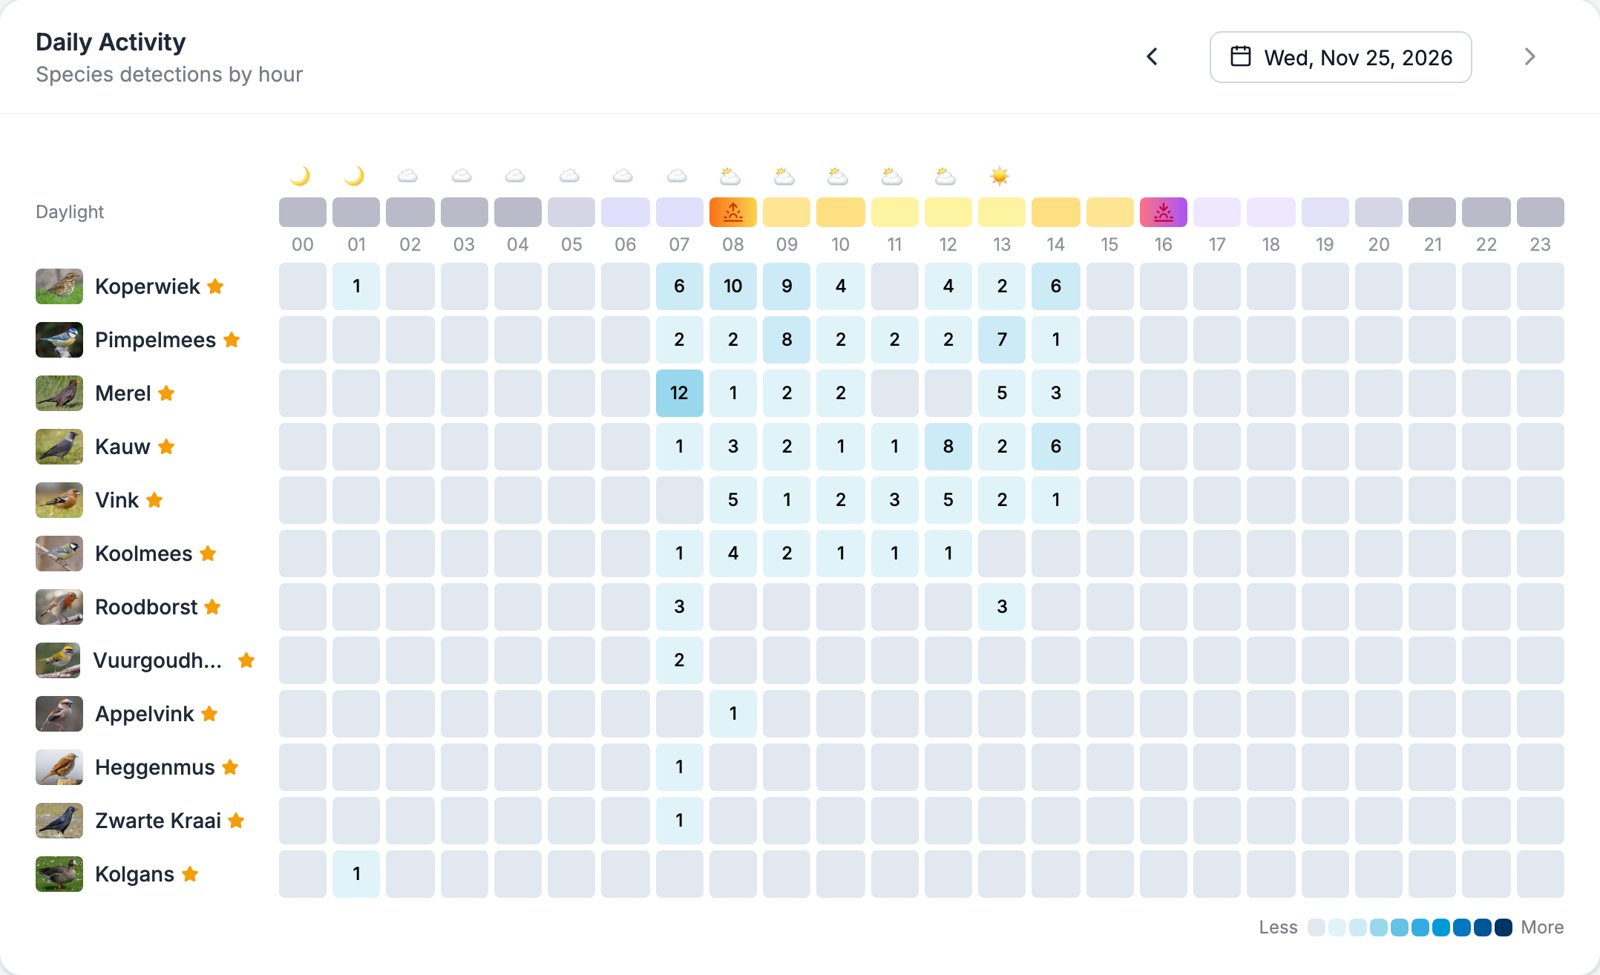 Daily Activity
Species detections by hour
Wed, Nov 25, 2026
Daylight
00 01 02 03 04 05 06 07 08 09 10 11 12 13 14 15 16 17 18 19 20 21 22 23
Koperwiek 1 6 10 9 4 4 2 6
Pimpelmees 2 2 8 2 2 2 7 1
Merel 12 1 2 2 5 3
Kauw 1 3 2 1 1 8 2 6
Vink 5 1 2 3 5 2 1
Koolmees 1 4 2 1 1 1
Roodborst 3 3
Vuurgoudh... 2
Appelvink 1
Heggenmus 1
Zwarte Kraai 1
Kolgans 1
Less More